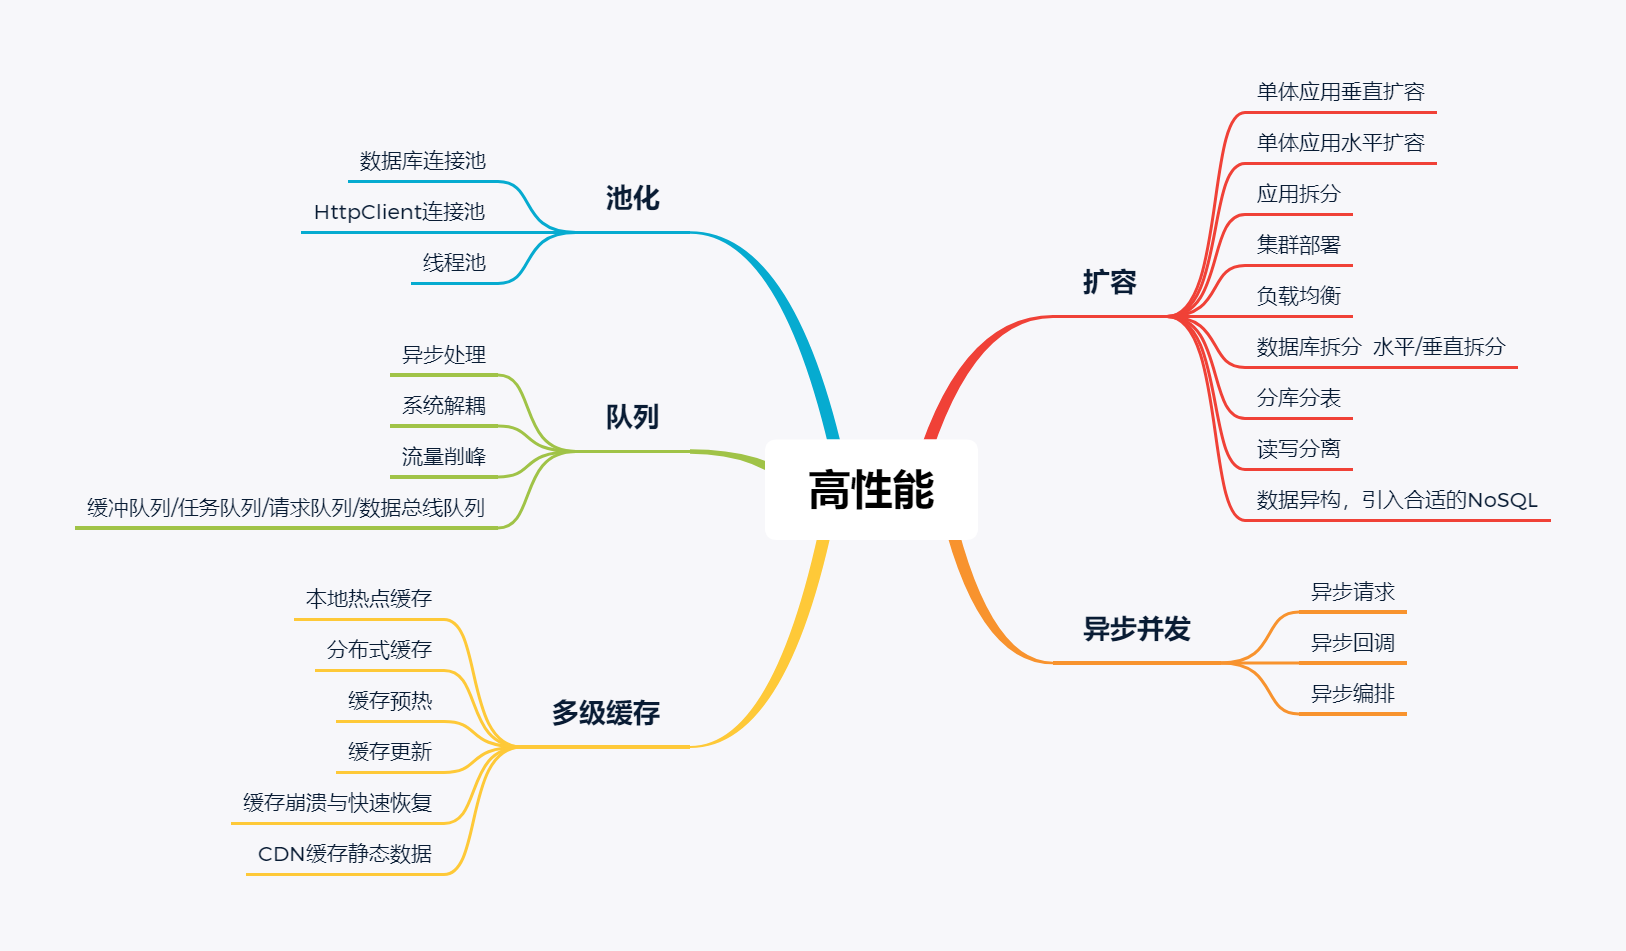 高性能
扩容
单体应用垂直扩容
单体应用水平扩容
应用拆分
集群部署
负载均衡
数据库拆分 水平/垂直拆分
分库分表
读写分离
数据异构，引入合适的NoSQL
异步并发
异步请求
异步回调
异步编排
池化
数据库连接池
HttpClient连接池
线程池
队列
异步处理
系统解耦
流量削峰
缓冲队列/任务队列/请求队列/数据总线队列
多级缓存
本地热点缓存
分布式缓存
缓存预热
缓存更新
缓存崩溃与快速恢复
CDN缓存静态数据